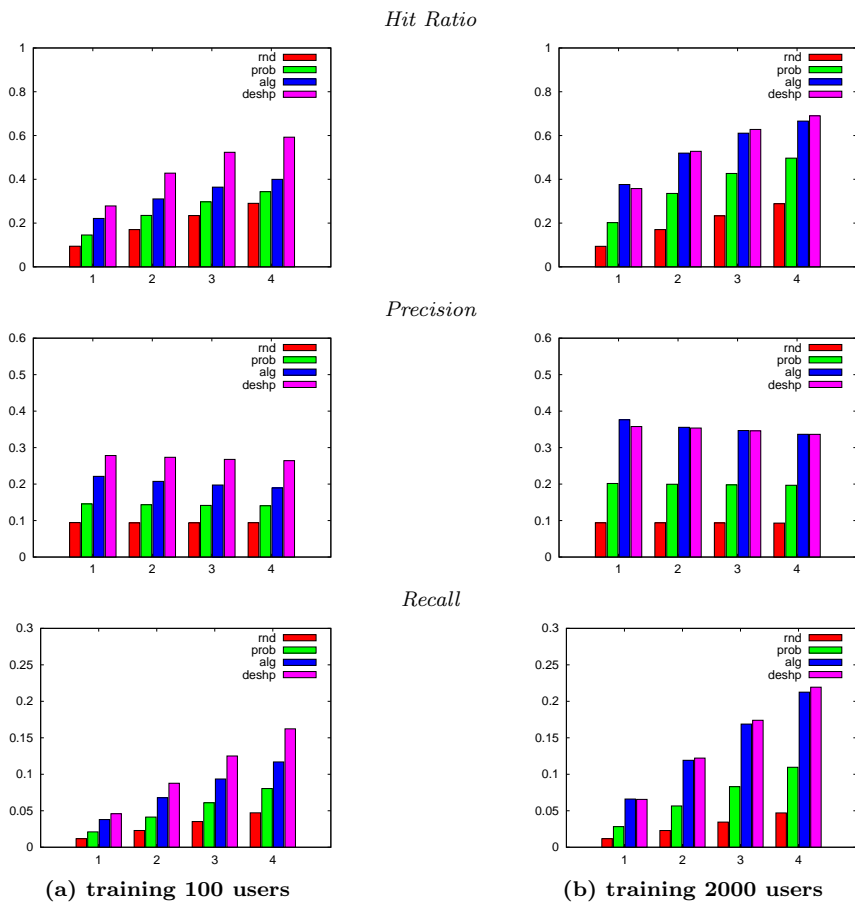 Hit Ratio
1
0.8
0.6
0.4
0.2
0
rnd
prob
alg
deshp
1 2 3 4
1
0.8
0.6
0.4
0.2
0
rnd
prob
alg
deshp
1 2 3 4
Precision
0.6
0.5
0.4
0.3
0.2
0.1
0
rnd
prob
alg
deshp
1 2 3 4
0.6
0.5
0.4
0.3
0.2
0.1
0
rnd
prob
alg
deshp
1 2 3 4
Recall
0.3
0.25
0.2
0.15
0.1
0.05
0
rnd
prob
alg
deshp
1 2 3 4
0.3
0.25
0.2
0.15
0.1
0.05
0
rnd
prob
alg
deshp
1 2 3 4
(a) training 100 users
(b) training 2000 users